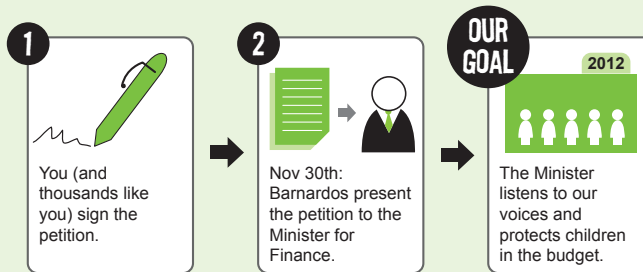 1
You (and
thousands like
you) sign the
petition.
2
Nov 30th:
Barnardos present
the petition to the
Minister for
Finance.
OUR
GOAL
2012
The Minister
listens to our
voices and
protects children
in the budget.